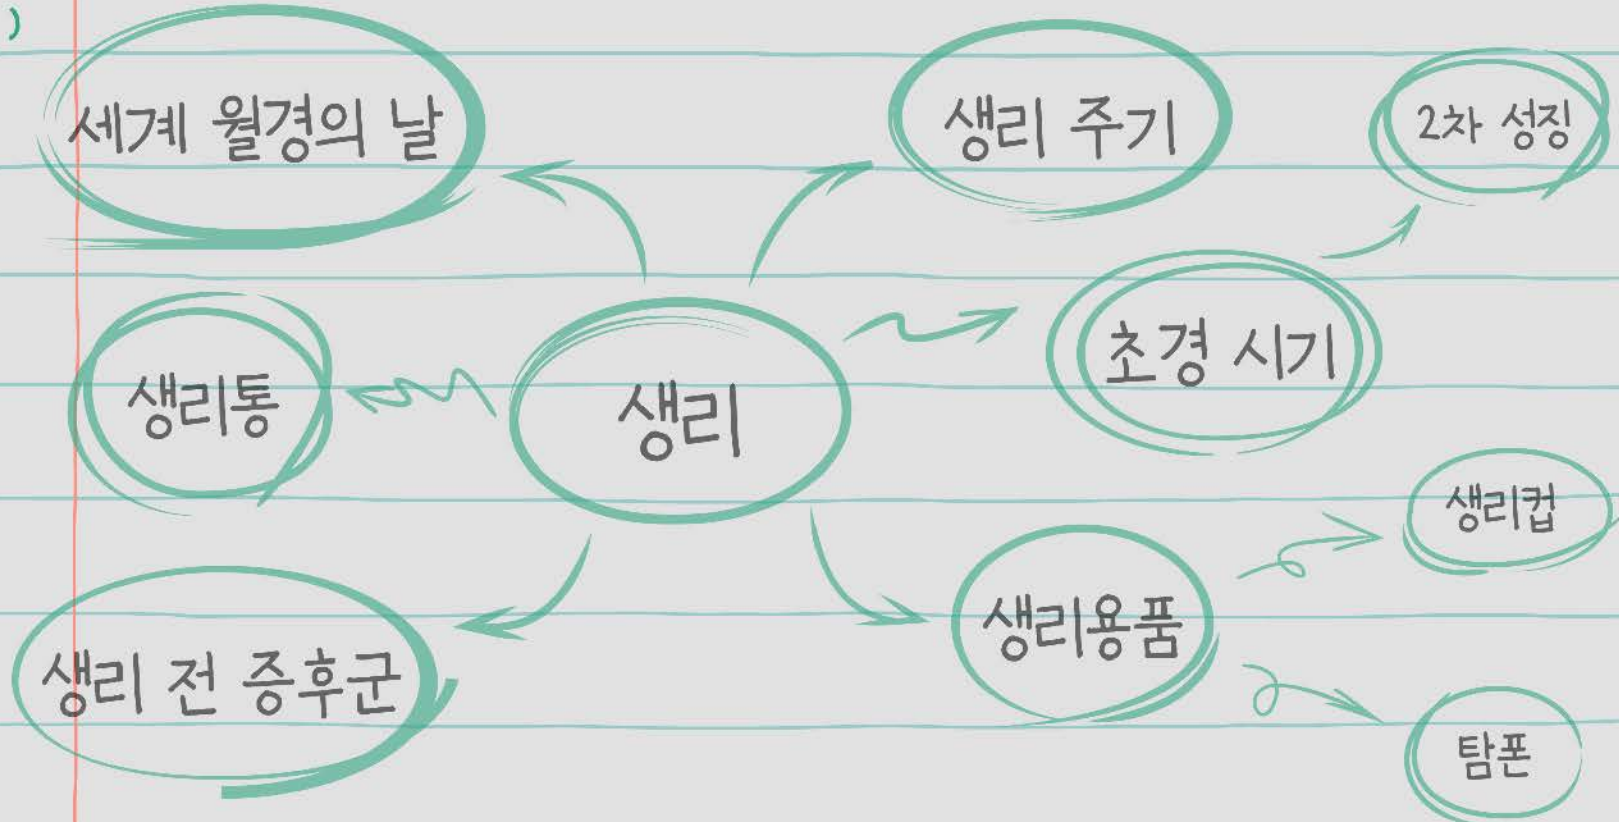 )
세계 월경의 날
생리 주기
2차 성징
초경 시기
생리통
생리
생리컵
생리용품
생리 전 증후군
탐폰